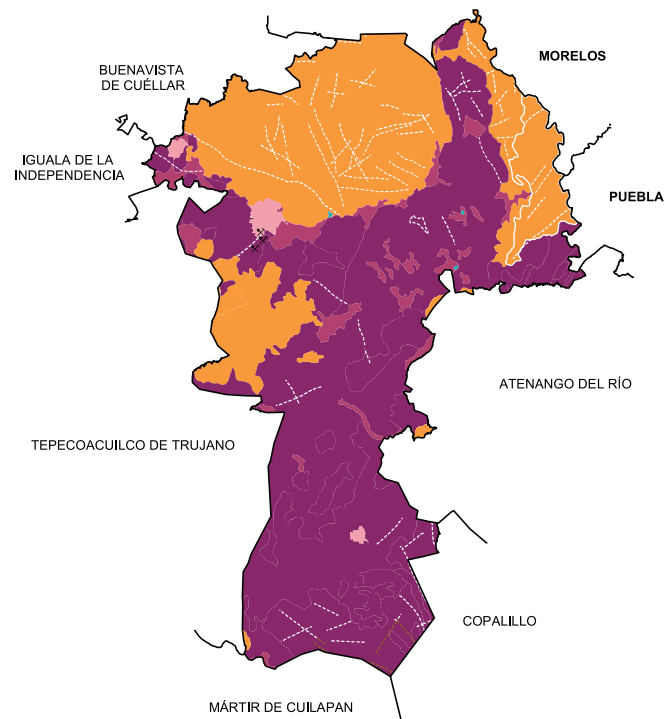 MORELOS
BUENAVISTA
DE CUÉLLAR
IGUALA DE LA
INDEPENDENCIA
PUEBLA
ATENANGO DEL RÍO
TEPECOACUILCO DE TRUJANO
COPALILLO
MÁRTIR DE CUILAPAN